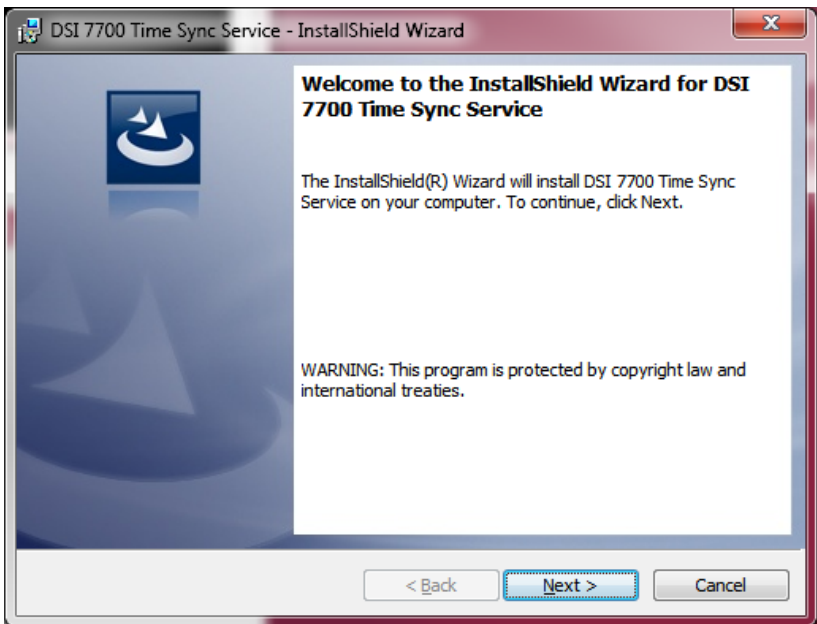 DSI 7700 Time Sync Service - InstallShield Wizard
Welcome to the InstallShield Wizard for DSI
7700 Time Sync Service
The InstallShield(R) Wizard will install DSI 7700 Time Sync
Service on your computer. To continue, click Next.
WARNING: This program is protected by copyright law and
international treaties.
< Back Next > Cancel